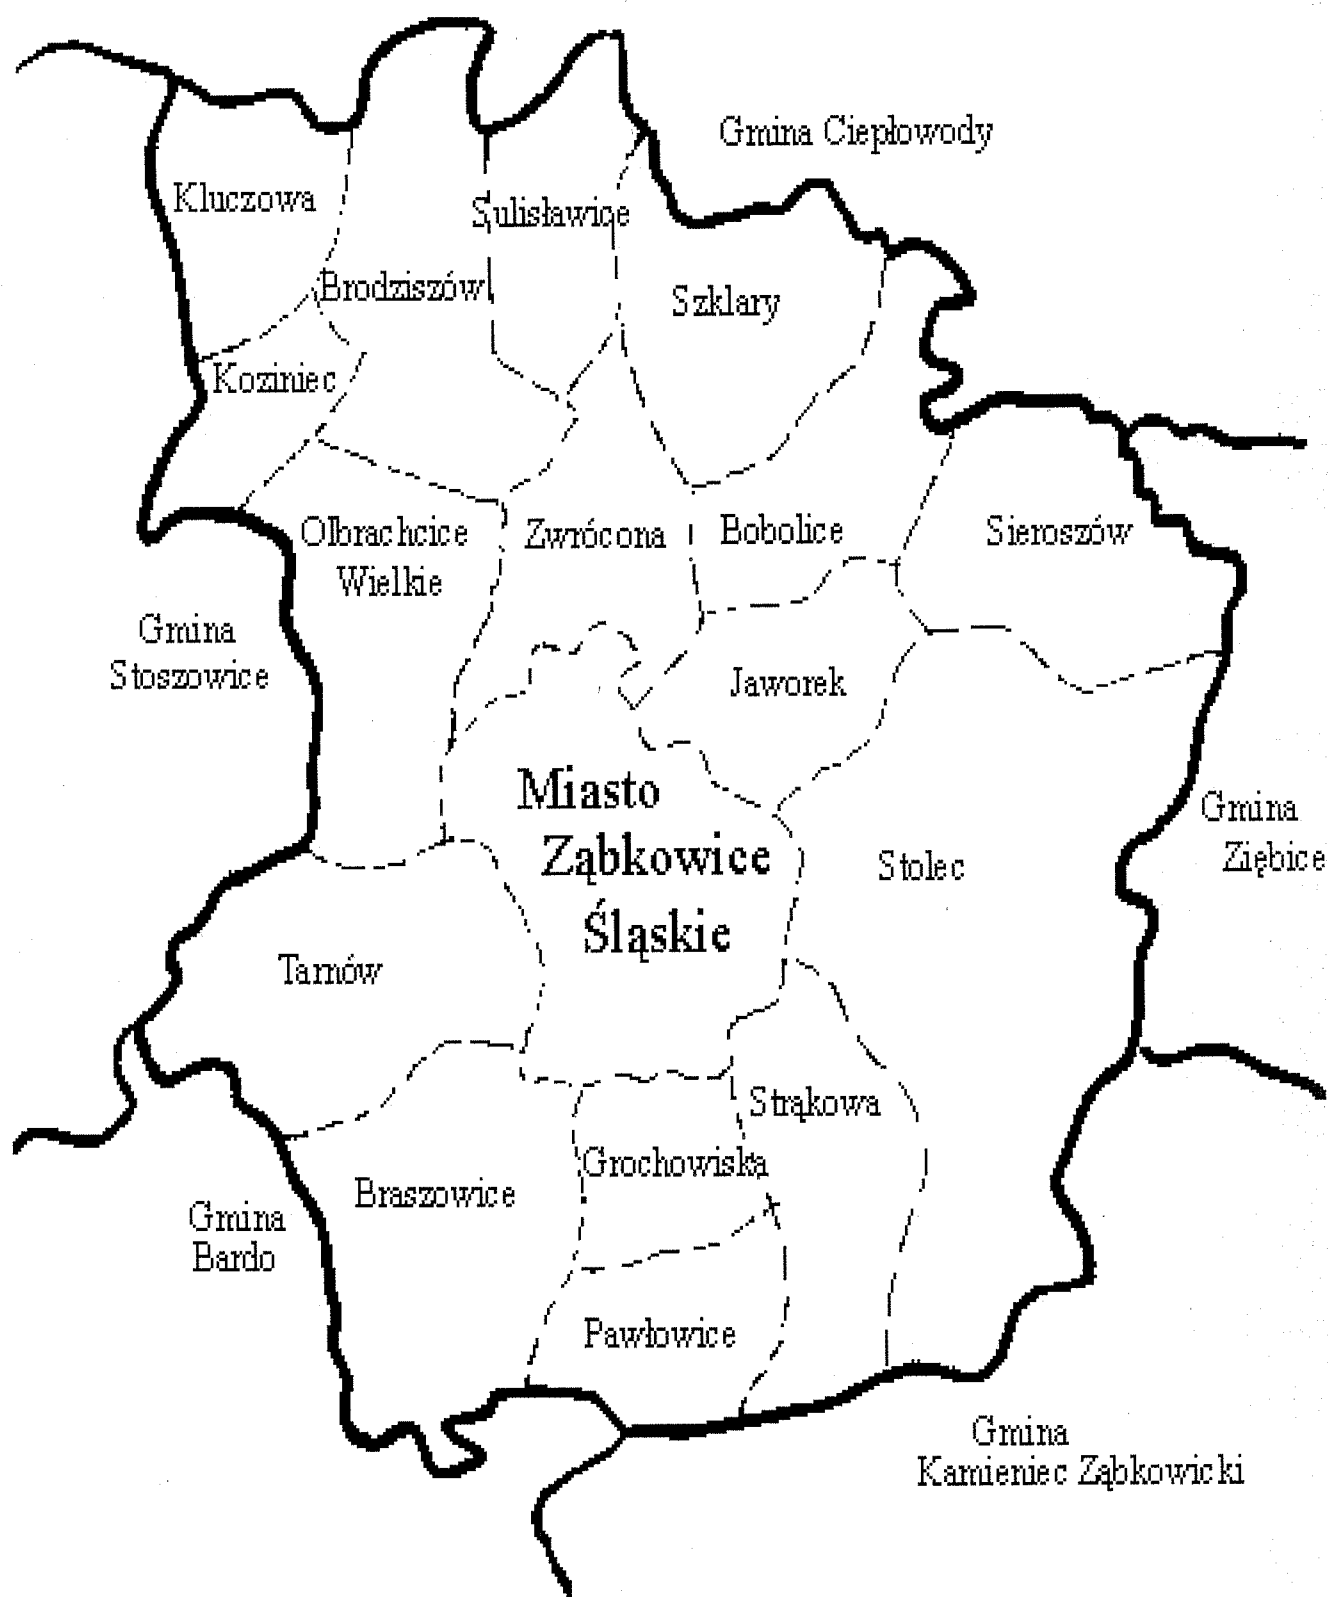 Gmina Ciepłowody
Kluczowa
Sulisławice
Brodziszów
Szklary
Koziniec
Olbrachcice
Wielkie
Zwrócona
Bobolice
Sieroszów
Gmina
Stoszowice
Jaworek
Miasto
Ząbkowice
Śląskie
Gmina
Ziębice
Stolec
Tarnów
Strąkowa
Grochowiska
Braszowice
Gmina
Bardo
Pawłowice
Gmina
Kamieniec Ząbkowicki